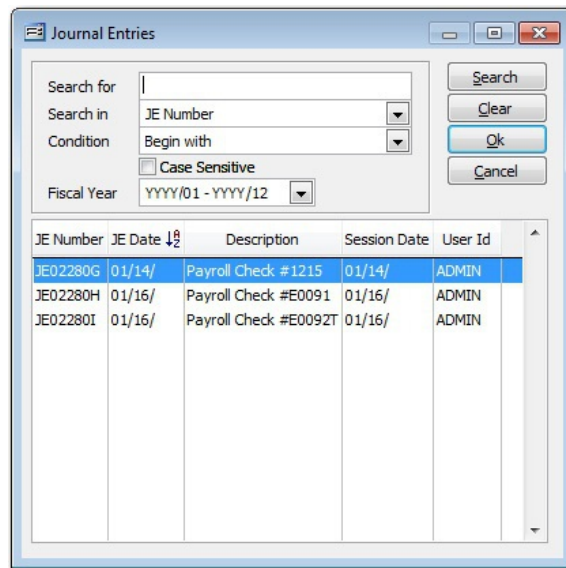 Journal Entries
Search for
Search in JE Number
Condition Begin with
Case Sensitive
Fiscal Year YYYY/01 - YYYY/12
Search
Clear
Ok
Cancel
JE Number JE Date Description Session Date User Id
JE02280G 01/14/ Payroll Check #1215 01/14/ ADMIN
JE02280H 01/16/ Payroll Check #E0091 01/16/ ADMIN
JE02280I 01/16/ Payroll Check #E0092T 01/16/ ADMIN